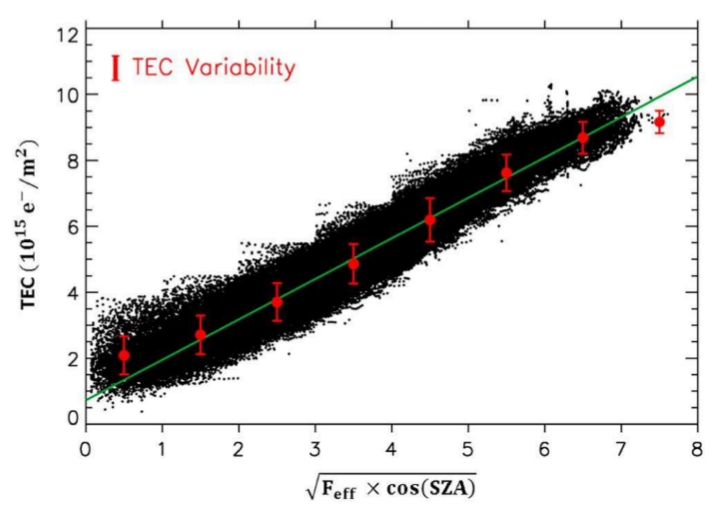 12
TEC Variability
10
8
6
4
2
0
TEC (10¹⁵ e⁻/m²)
0 1 2 3 4 5 6 7 8
√F_eff × cos(SZA)